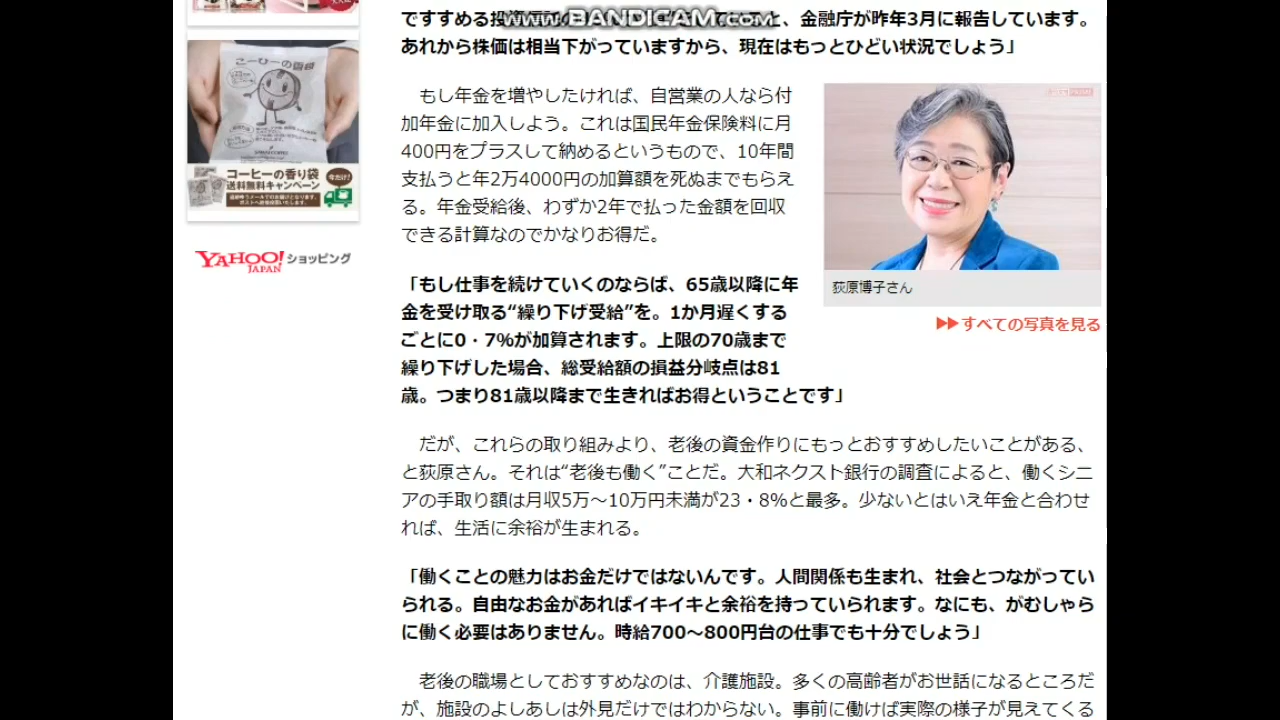 ですすめる投資
と、金融庁が昨年3月に報告しています。
www.BANDICAM.com
あれから株価は相当下がっていますから、現在はもっとひどい状況でしょう」
もし年金を増やしたければ、自営業の人なら付
加年金に加入しよう。これは国民年金保険料に月
400円をプラスして納めるというもので、10年間
支払うと年2万4000円の加算額を死ぬまでもらえ
る。年金受給後、わずか2年で払った金額を回収
できる計算なのでかなりお得だ。
荻原博子さん
すべての写真を見る
「もし仕事を続けていくのならば、65歳以降に年
金を受け取る“繰り下げ受給”を。1か月遅くする
ごとに0・7%が加算されます。上限の70歳まで
繰り下げした場合、総受給額の損益分岐点は81
歳。つまり81歳以降まで生きればお得ということです」
だが、これらの取り組みより、老後の資金作りにもっとおすすめしたいことがある、
と荻原さん。それは“老後も働く”ことだ。大和ネクスト銀行の調査によると、働くシニ
アの手取り額は月収5万～10万円未満が23・8%と最多。少ないとはいえ年金と合わせ
れば、生活に余裕が生まれる。
「働くことの魅力はお金だけではないんです。人間関係も生まれ、社会とつながってい
られる。自由なお金があればイキイキと余裕を持っていられます。なにも、がむしゃら
に働く必要はありません。時給700～800円台の仕事でも十分でしょう」
老後の職場としておすすめなのは、介護施設。多くの高齢者がお世話になるところだ
が、施設のよしあしは外見だけではわからない。事前に働けば実際の様子が見えてくる
コーヒーの香り袋
送料無料キャンペーン
今だけ!
YAHOO! JAPAN ショッピング